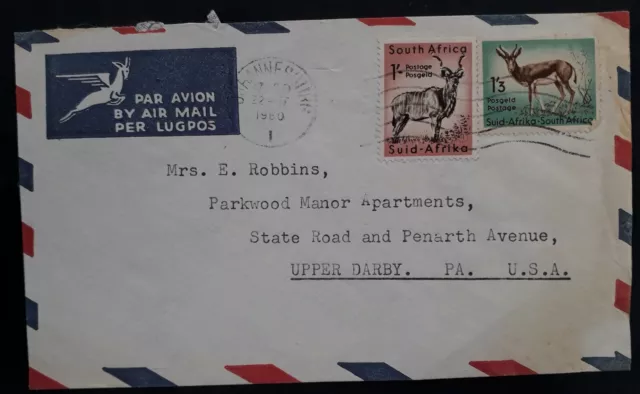 PAR AVION
BY AIR MAIL
PER LUGPOS
1960
1
South Africa
1/-
Postage
Posgeld
Suid-Afrika
1'3
Posgeld
Postage
Suid-Afrika·South Africa
Mrs. E. Robbins,
Parkwood Manor Apartments,
State Road and Penarth Avenue,
UPPER DARBY. PA. U.S.A.